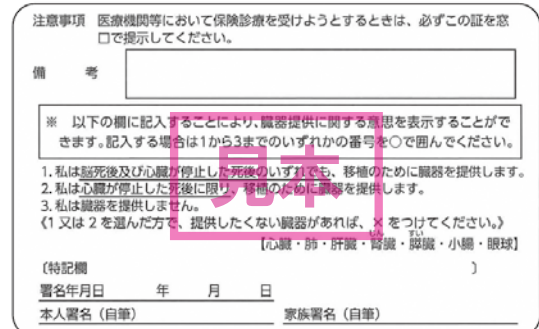 注意事項 医療機関等において保険診療を受けようとするときは、必ずこの証を窓
口で提示してください。
備 考
※ 以下の欄に記入することにより、臓器提供に関する意思を表示することがで
きます。記入する場合は1から3までのいずれかの番号を○で囲んでください。
見本
1. 私は脳死後及び心臓が停止した死後のいずれでも、移植のために臓器を提供します。
2. 私は心臓が停止した死後に限り、移植のために臓器を提供します。
3. 私は臓器を提供しません。
《1 又は 2 を選んだ方で、提供したくない臓器があれば、× をつけてください。》
じん すい
【心臓・肺・肝臓・腎臓・膵臓・小腸・眼球】
〔特記欄 〕
署名年月日 年 月 日
本人署名（自筆） 家族署名（自筆）